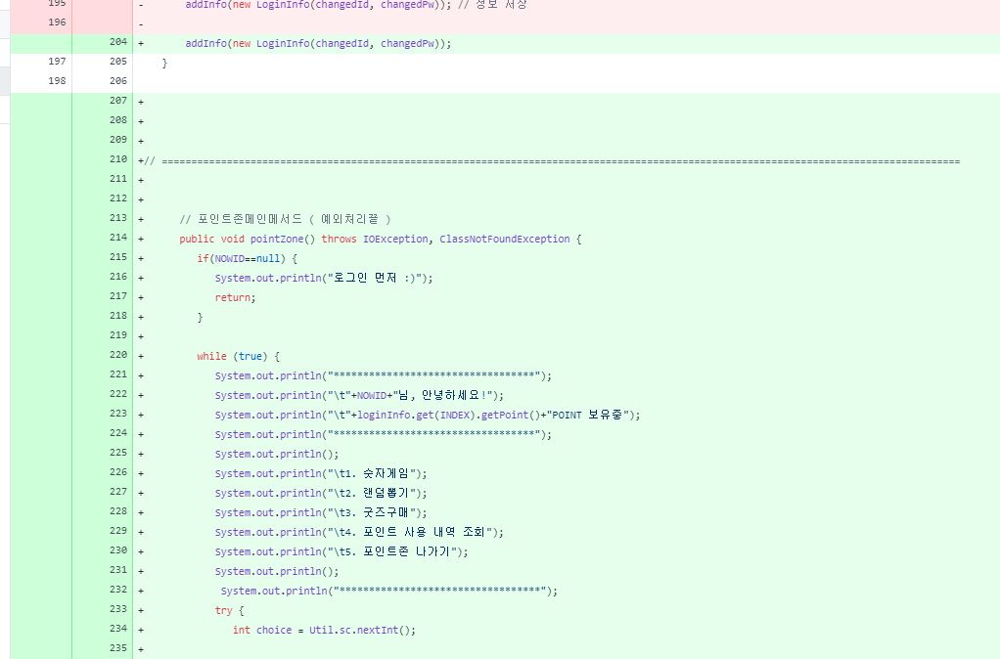 195 - addInfo(new LoginInfo(changedId, changedPw)); // 정보 저장
196 -
204 + addInfo(new LoginInfo(changedId, changedPw));
197 205 }
198 206
207 +
208 +
209 +
210 +// ========================================================================================================================================
211 +
212 +
213 + // 포인트존메인메서드 ( 예외처리끝 )
214 + public void pointZone() throws IOException, ClassNotFoundException {
215 + if(NOWID==null) {
216 + System.out.println("로그인 먼저 :)");
217 + return;
218 + }
219 +
220 + while (true) {
221 + System.out.println("**********************************");
222 + System.out.println("\t"+NOWID+"님, 안녕하세요!");
223 + System.out.println("\t"+loginInfo.get(INDEX).getPoint()+"POINT 보유중");
224 + System.out.println("**********************************");
225 + System.out.println();
226 + System.out.println("\t1. 숫자게임");
227 + System.out.println("\t2. 랜덤뽑기");
228 + System.out.println("\t3. 굿즈구매");
229 + System.out.println("\t4. 포인트 사용 내역 조회");
230 + System.out.println("\t5. 포인트존 나가기");
231 + System.out.println();
232 + System.out.println("**********************************");
233 + try {
234 + int choice = Util.sc.nextInt();
235 +